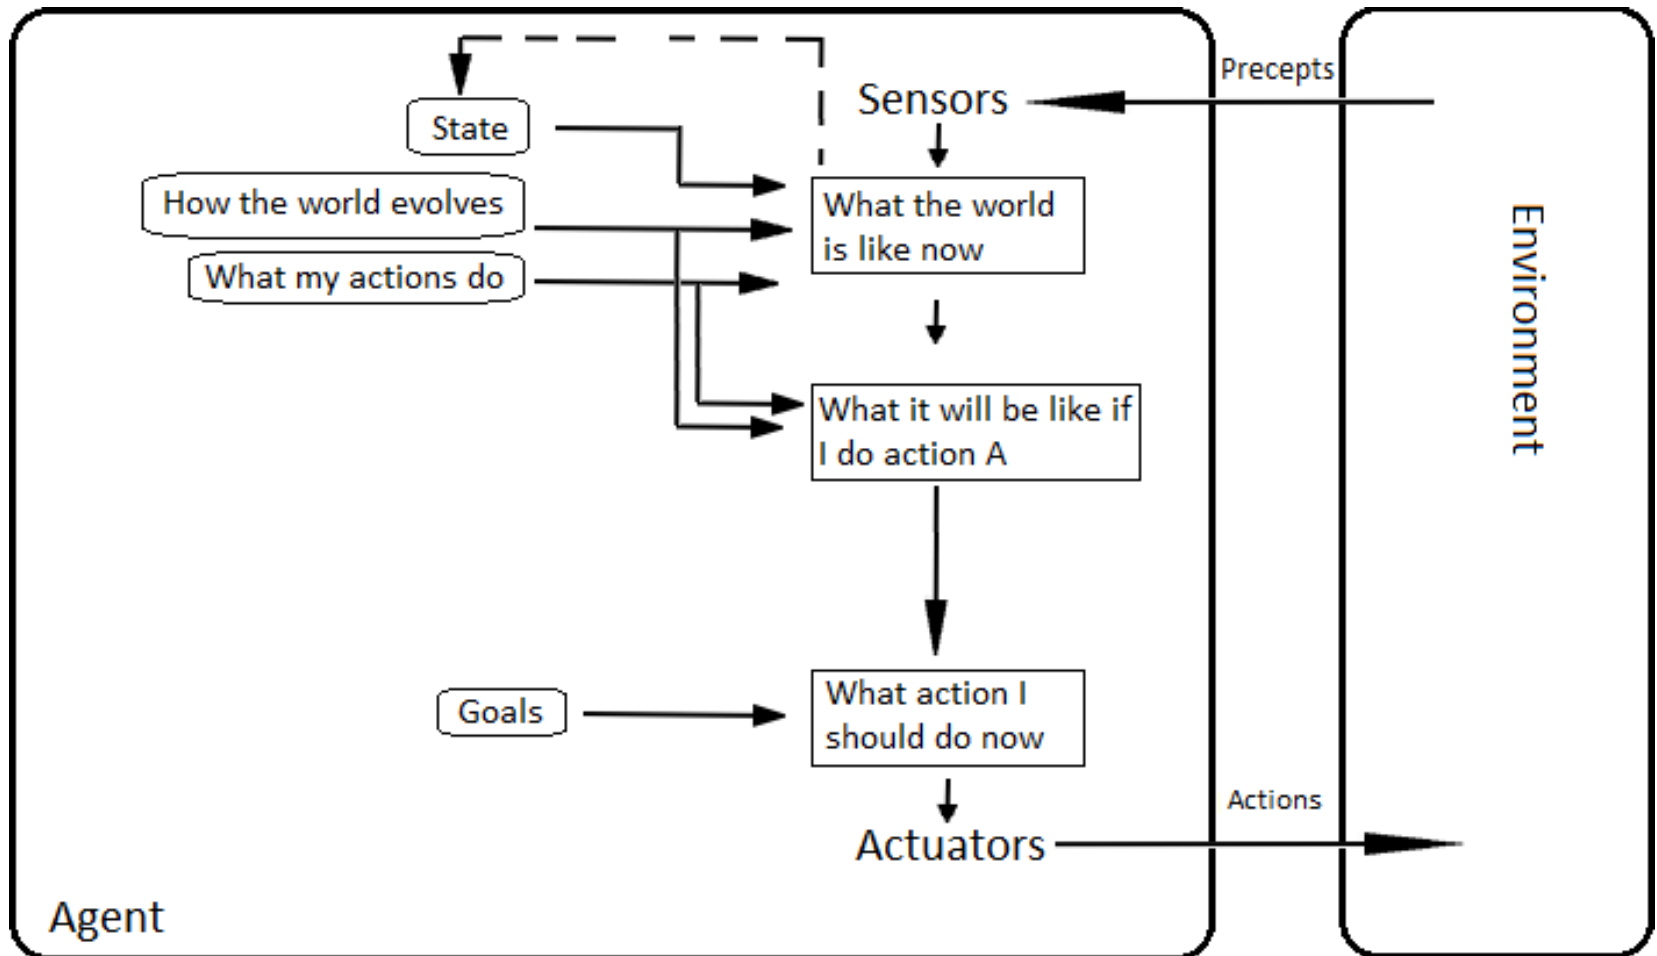 Precepts
Sensors
State
How the world evolves
What my actions do
What the world
is like now
What it will be like if
I do action A
Goals
What action I
should do now
Actions
Actuators
Agent
Environment